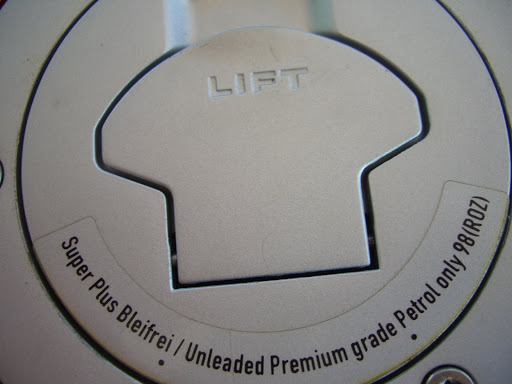 LIFT
Super Plus Bleifrei / Unleaded Premium grade Petrol only 98(ROZ)